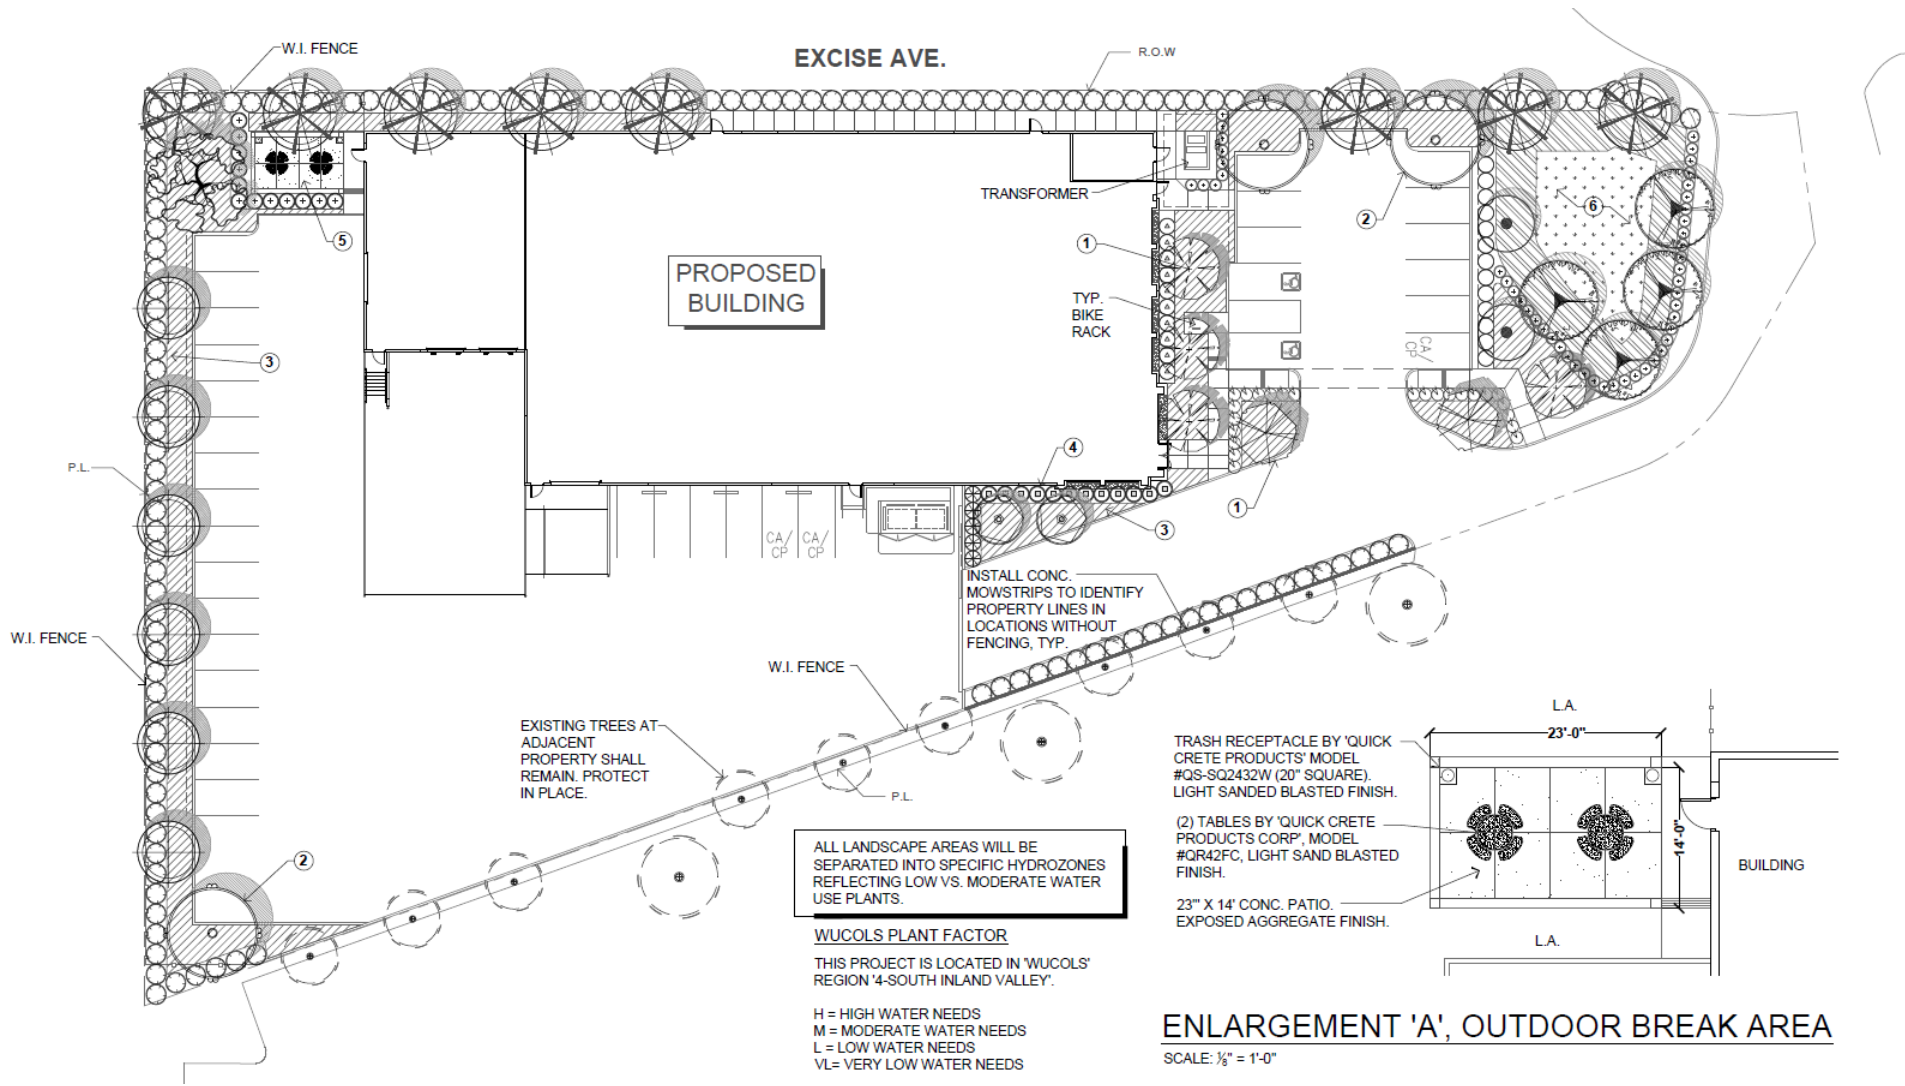 W.I. FENCE
EXCISE AVE.
R.O.W
TRANSFORMER
2
6
1
5
PROPOSED
BUILDING
TYP.
BIKE
RACK
CA/
CP
3
4
P.L.
1
3
CA/
CP
CA/
CP
INSTALL CONC.
MOWSTRIPS TO IDENTIFY
PROPERTY LINES IN
LOCATIONS WITHOUT
FENCING, TYP.
W.I. FENCE
W.I. FENCE
EXISTING TREES AT
ADJACENT
PROPERTY SHALL
REMAIN. PROTECT
IN PLACE.
P.L.
2
ALL LANDSCAPE AREAS WILL BE
SEPARATED INTO SPECIFIC HYDROZONES
REFLECTING LOW VS. MODERATE WATER
USE PLANTS.
WUCOLS PLANT FACTOR
THIS PROJECT IS LOCATED IN 'WUCOLS'
REGION '4-SOUTH INLAND VALLEY'.
H = HIGH WATER NEEDS
M = MODERATE WATER NEEDS
L = LOW WATER NEEDS
VL= VERY LOW WATER NEEDS
L.A.
23'-0"
TRASH RECEPTACLE BY 'QUICK
CRETE PRODUCTS' MODEL
#QS-SQ2432W (20" SQUARE).
LIGHT SANDED BLASTED FINISH.
(2) TABLES BY 'QUICK CRETE
PRODUCTS CORP', MODEL
#QR42FC, LIGHT SAND BLASTED
FINISH.
23'" X 14' CONC. PATIO.
EXPOSED AGGREGATE FINISH.
14'-0"
BUILDING
L.A.
ENLARGEMENT 'A', OUTDOOR BREAK AREA
SCALE: ⅛" = 1'-0"